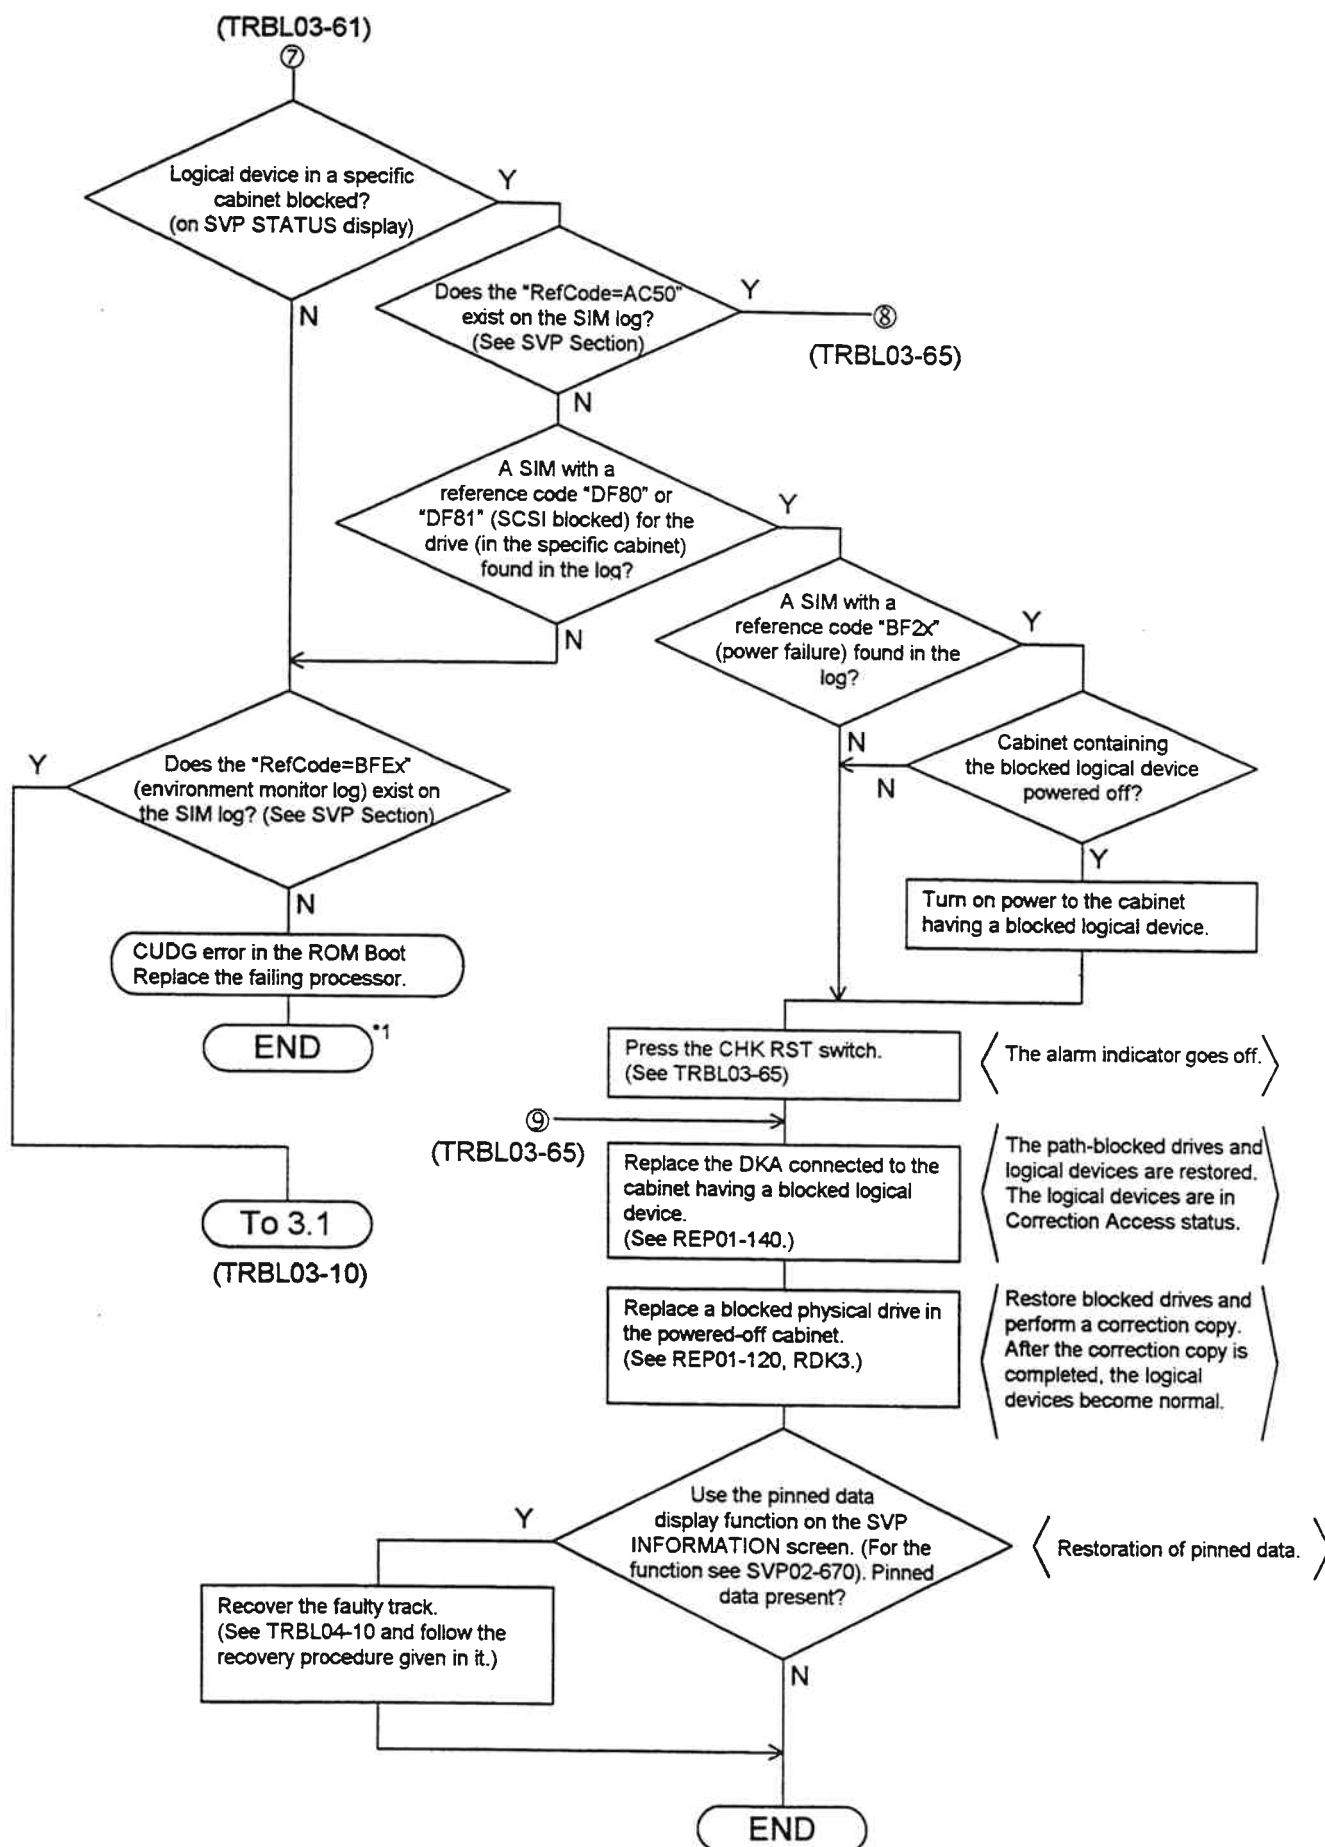 (TRBL03-61)
⑦
Logical device in a specific
cabinet blocked?
(on SVP STATUS display)
Y
N
Does the "RefCode=AC50"
exist on the SIM log?
(See SVP Section)
Y
⑧
(TRBL03-65)
N
A SIM with a
reference code "DF80" or
"DF81" (SCSI blocked) for the
drive (in the specific cabinet)
found in the log?
Y
N
A SIM with a
reference code "BF2x"
(power failure) found in the
log?
Y
N
Cabinet containing
the blocked logical device
powered off?
N
Y
Turn on power to the cabinet
having a blocked logical device.
Does the "RefCode=BFEx"
(environment monitor log) exist on
the SIM log? (See SVP Section)
Y
N
CUDG error in the ROM Boot
Replace the failing processor.
END
*1
To 3.1
(TRBL03-10)
Press the CHK RST switch.
(See TRBL03-65)
The alarm indicator goes off.
⑨
(TRBL03-65)
Replace the DKA connected to the
cabinet having a blocked logical
device.
(See REP01-140.)
The path-blocked drives and
logical devices are restored.
The logical devices are in
Correction Access status.
Replace a blocked physical drive in
the powered-off cabinet.
(See REP01-120, RDK3.)
Restore blocked drives and
perform a correction copy.
After the correction copy is
completed, the logical
devices become normal.
Use the pinned data
display function on the SVP
INFORMATION screen. (For the
function see SVP02-670). Pinned
data present?
Y
Restoration of pinned data.
Recover the faulty track.
(See TRBL04-10 and follow the
recovery procedure given in it.)
N
END